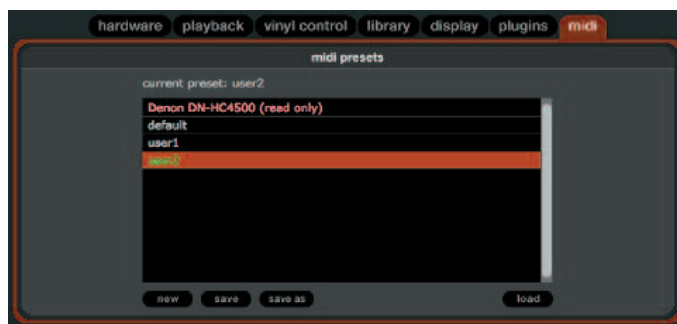 hardware playback vinyl control library display plugins midi
midi presets
current preset: user2
Denon DN-HC4500 (read only)
default
user1
user2
new save save as load